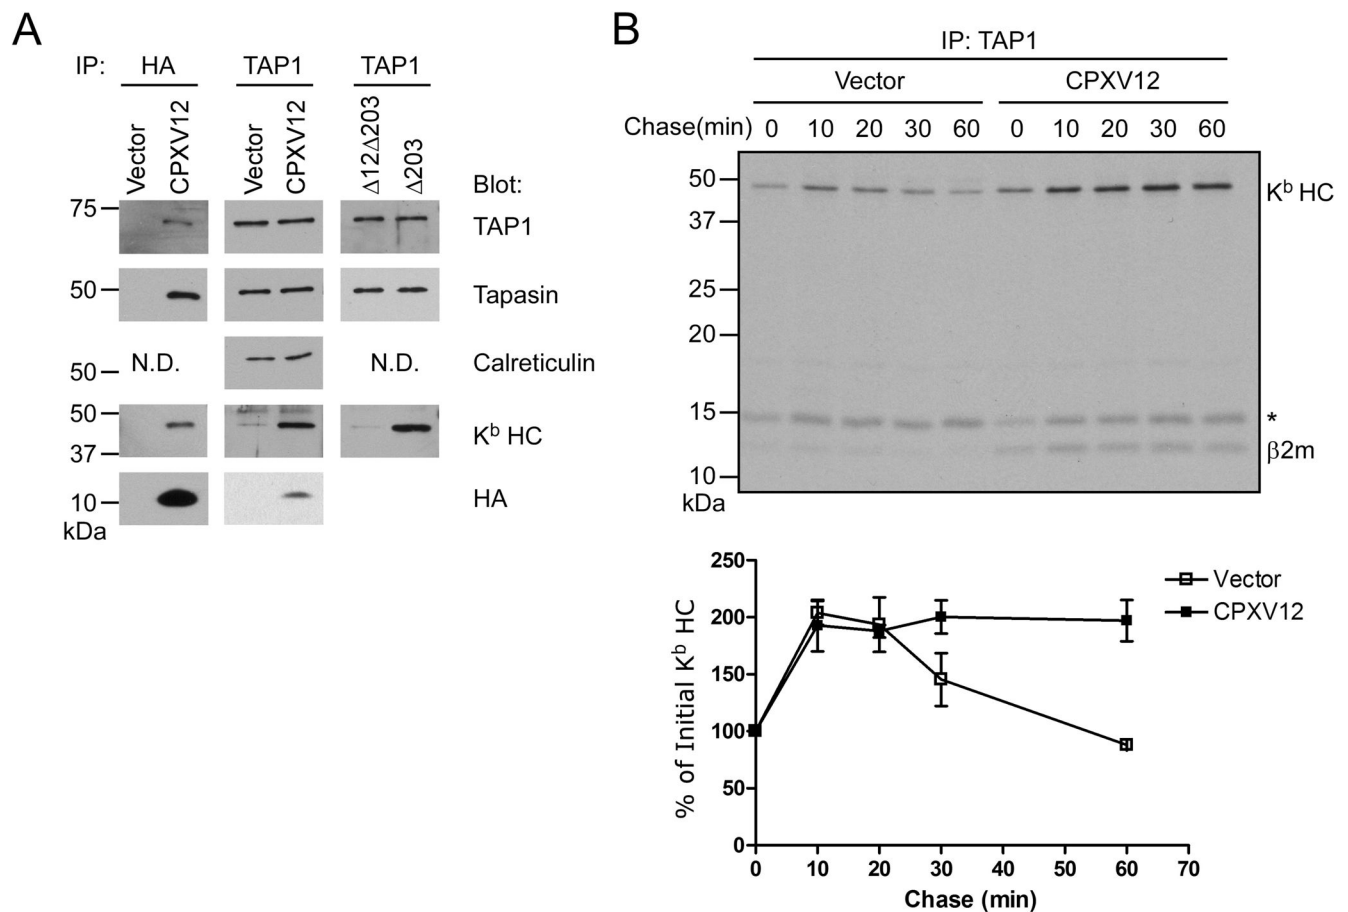 A
IP: HA TAP1 TAP1
Vector CPXV12 Vector CPXV12 Δ12Δ203 Δ203
Blot:
75 TAP1
50 Tapasin
50 N.D. N.D. Calreticulin
50
37 Kᵇ HC
10 HA
kDa
B
IP: TAP1
Vector CPXV12
Chase(min) 0 10 20 30 60 0 10 20 30 60
50 Kᵇ HC
37
25
20
15 *
β2m
10
kDa
% of Initial Kᵇ HC
250
200
150
100
50
0
0 10 20 30 40 50 60 70
Chase (min)
Vector
CPXV12